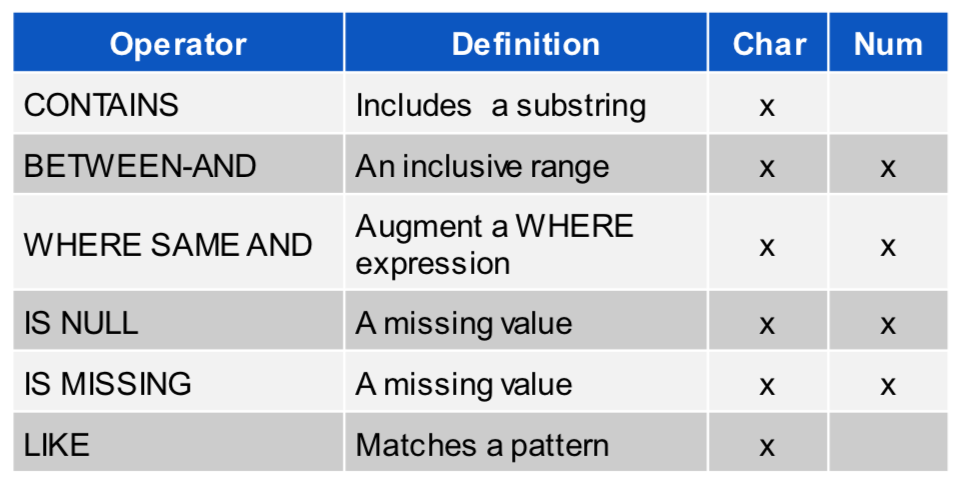 Operator Definition Char Num
CONTAINS Includes a substring x
BETWEEN-AND An inclusive range x x
WHERE SAME AND Augment a WHERE expression x x
IS NULL A missing value x x
IS MISSING A missing value x x
LIKE Matches a pattern x